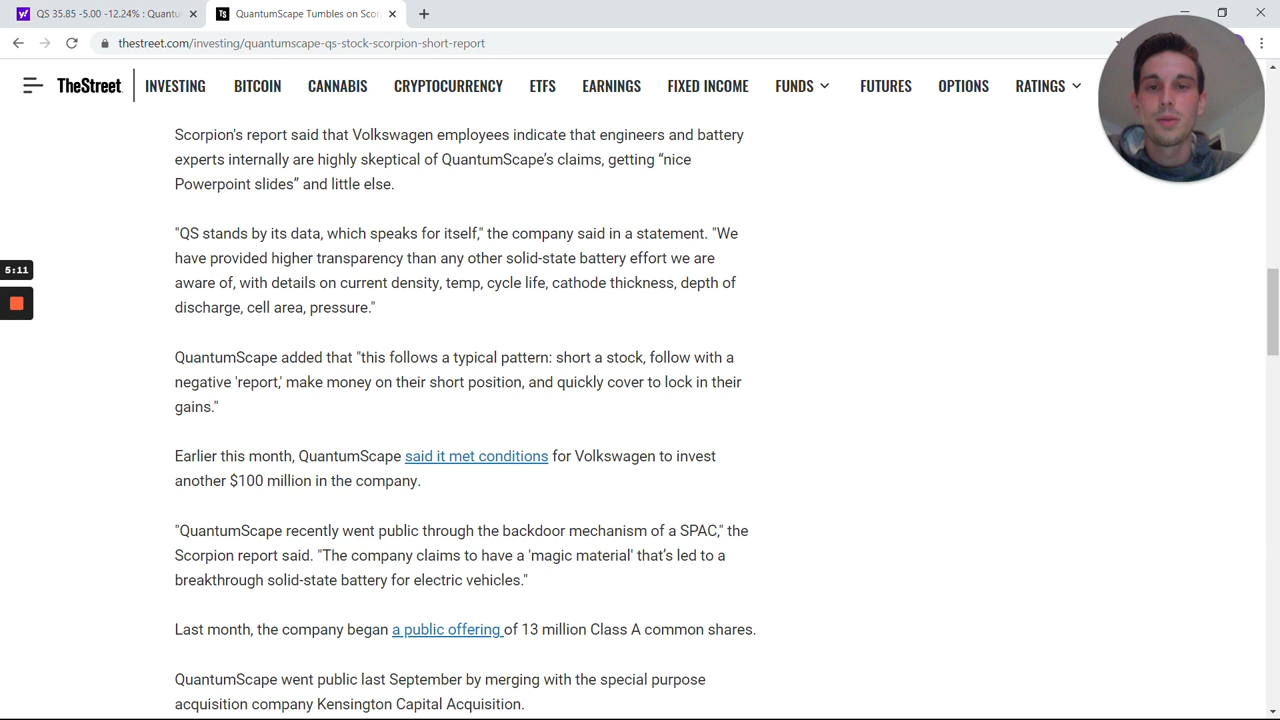 QS 35.85 -5.00 -12.24% : Quantu
QuantumScape Tumbles on Scor
thestreet.com/investing/quantumscape-qs-stock-scorpion-short-report
TheStreet
INVESTING BITCOIN CANNABIS CRYPTOCURRENCY ETFS EARNINGS FIXED INCOME FUNDS FUTURES OPTIONS RATINGS
Scorpion's report said that Volkswagen employees indicate that engineers and battery
experts internally are highly skeptical of QuantumScape’s claims, getting “nice
Powerpoint slides” and little else.
"QS stands by its data, which speaks for itself," the company said in a statement. "We
have provided higher transparency than any other solid-state battery effort we are
aware of, with details on current density, temp, cycle life, cathode thickness, depth of
discharge, cell area, pressure."
5:11
QuantumScape added that "this follows a typical pattern: short a stock, follow with a
negative 'report,' make money on their short position, and quickly cover to lock in their
gains."
Earlier this month, QuantumScape said it met conditions for Volkswagen to invest
another $100 million in the company.
"QuantumScape recently went public through the backdoor mechanism of a SPAC," the
Scorpion report said. "The company claims to have a 'magic material' that’s led to a
breakthrough solid-state battery for electric vehicles."
Last month, the company began a public offering of 13 million Class A common shares.
QuantumScape went public last September by merging with the special purpose
acquisition company Kensington Capital Acquisition.